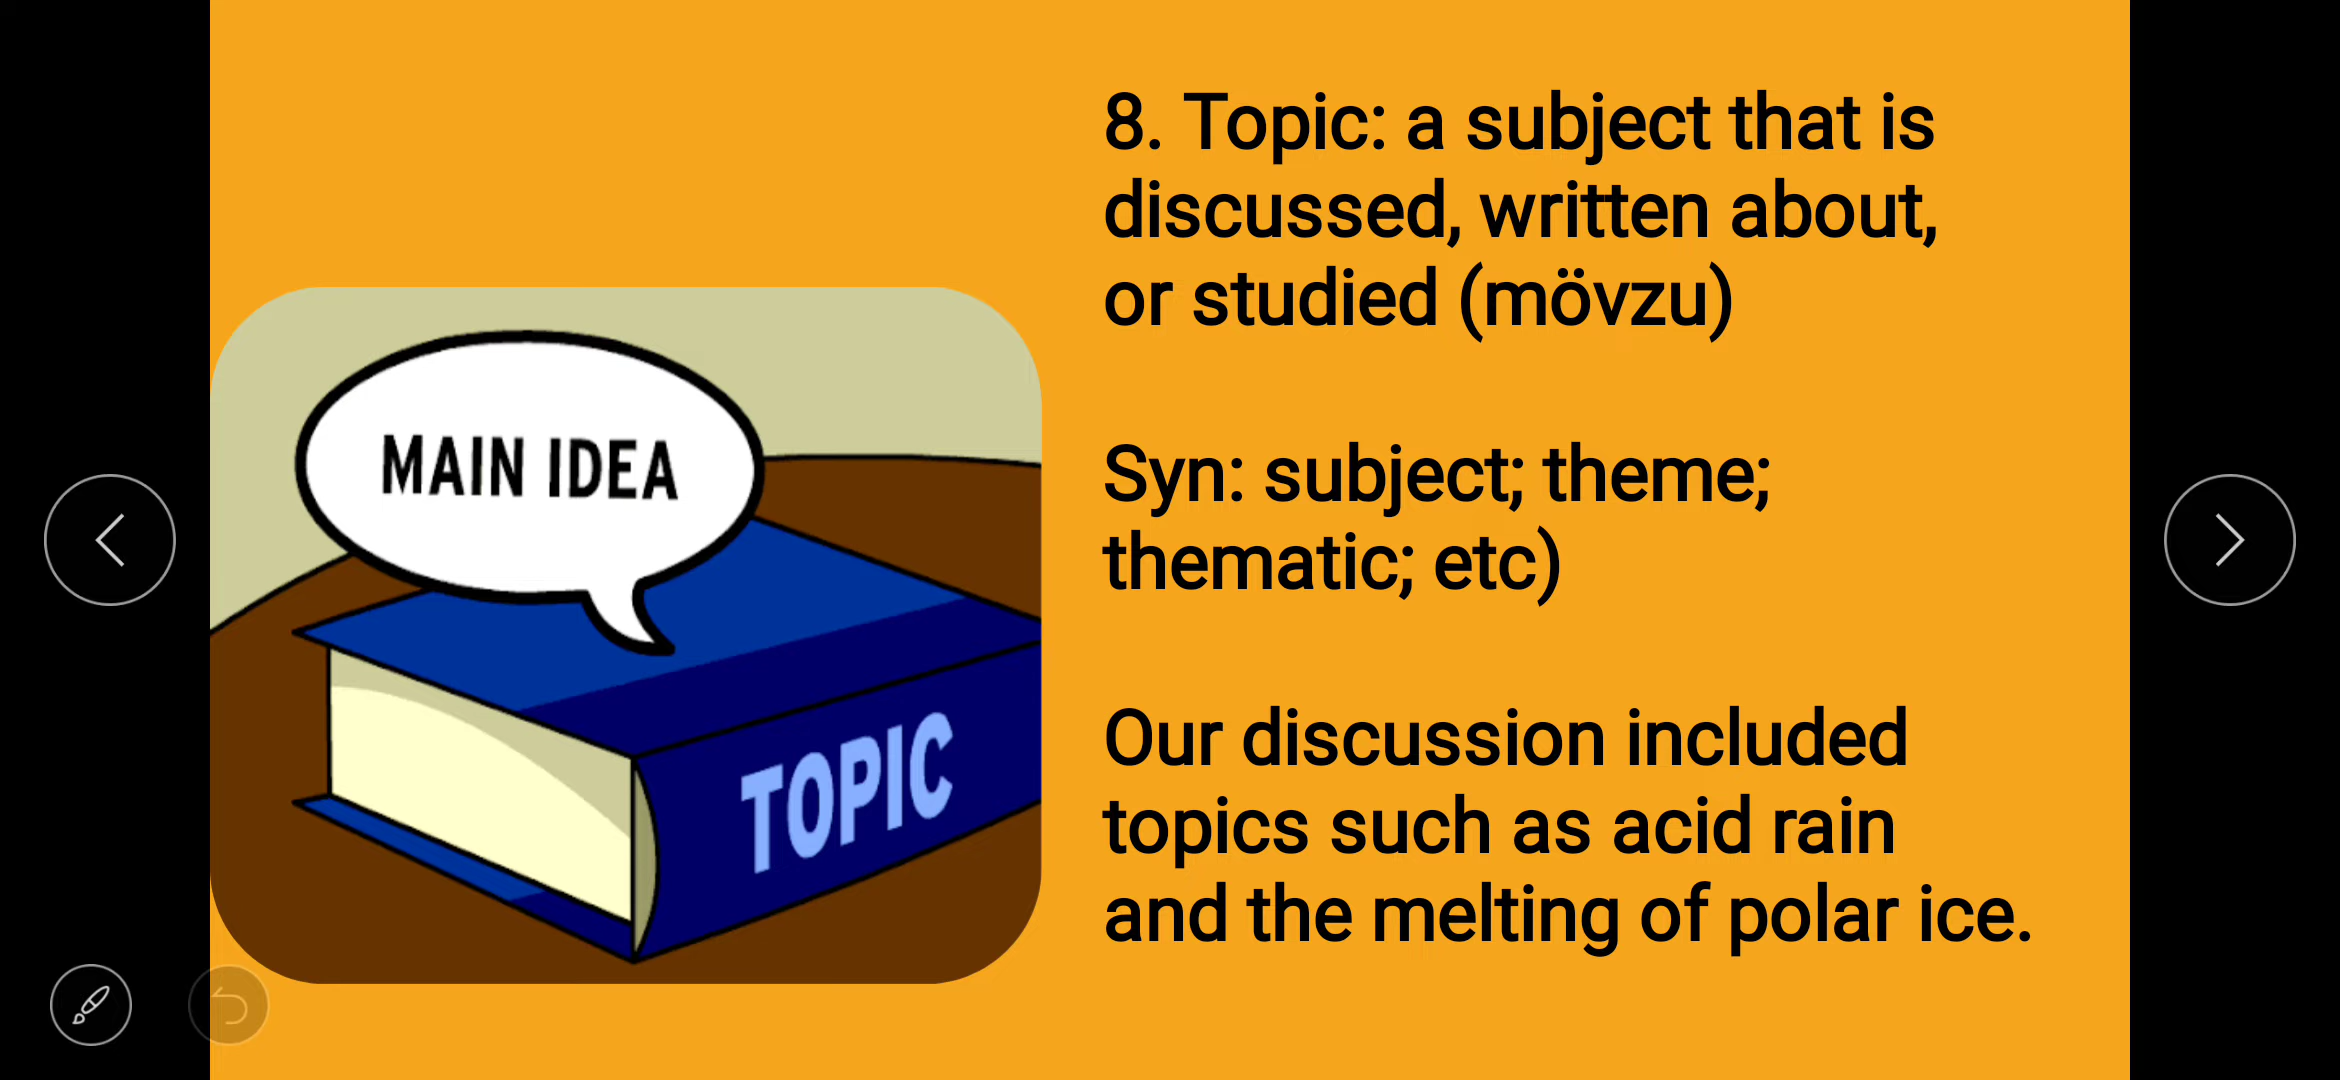 MAIN IDEA
TOPIC
8. Topic: a subject that is
discussed, written about,
or studied (mövzu)
Syn: subject; theme;
thematic; etc)
Our discussion included
topics such as acid rain
and the melting of polar ice.